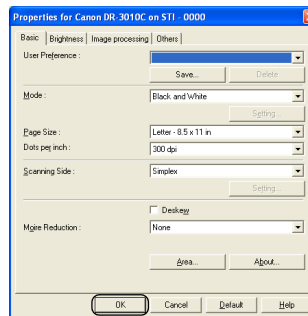 Properties for Canon DR-3010C on STI - 0000
Basic Brightness Image processing Others
User Preference :
Save... Delete
Mode : Black and White
Setting...
Page Size : Letter - 8.5 x 11 in
Dots per inch : 300 dpi
Scanning Side : Simplex
Setting...
Deskew
Moire Reduction : None
Area... About...
OK Cancel Default Help